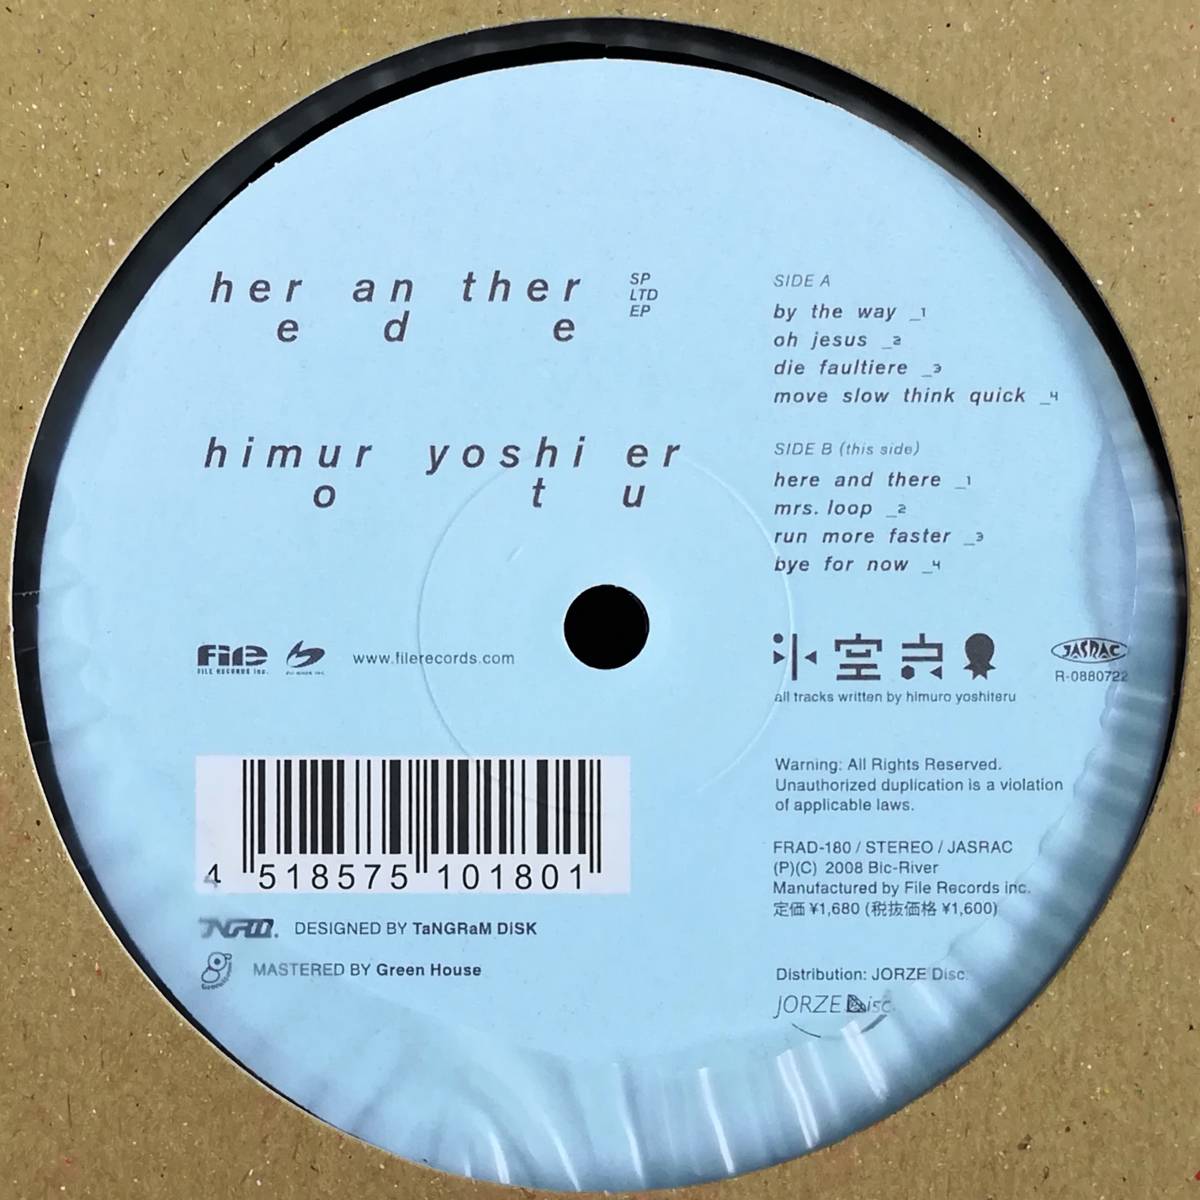 her an ther
e d e
SP
LTD
EP
himur yoshi er
o t u
SIDE A
by the way _1
oh jesus _2
die faultiere _3
move slow think quick _4
SIDE B (this side)
here and there _1
mrs. loop _2
run more faster _3
bye for now _4
FILE RECORDS Inc.
www.filerecords.com
氷室良
all tracks written by himuro yoshiteru
JASRAC
R-0880722
4 518575 101801
Warning: All Rights Reserved.
Unauthorized duplication is a violation
of applicable laws.
FRAD-180 / STEREO / JASRAC
(P)(C) 2008 Bic-River
Manufactured by File Records inc.
定価 ¥1,680 (税抜価格 ¥1,600)
DESIGNED BY TaNGRaM DiSK
MASTERED BY Green House
Distribution: JORZE Disc.
JORZE Disc.